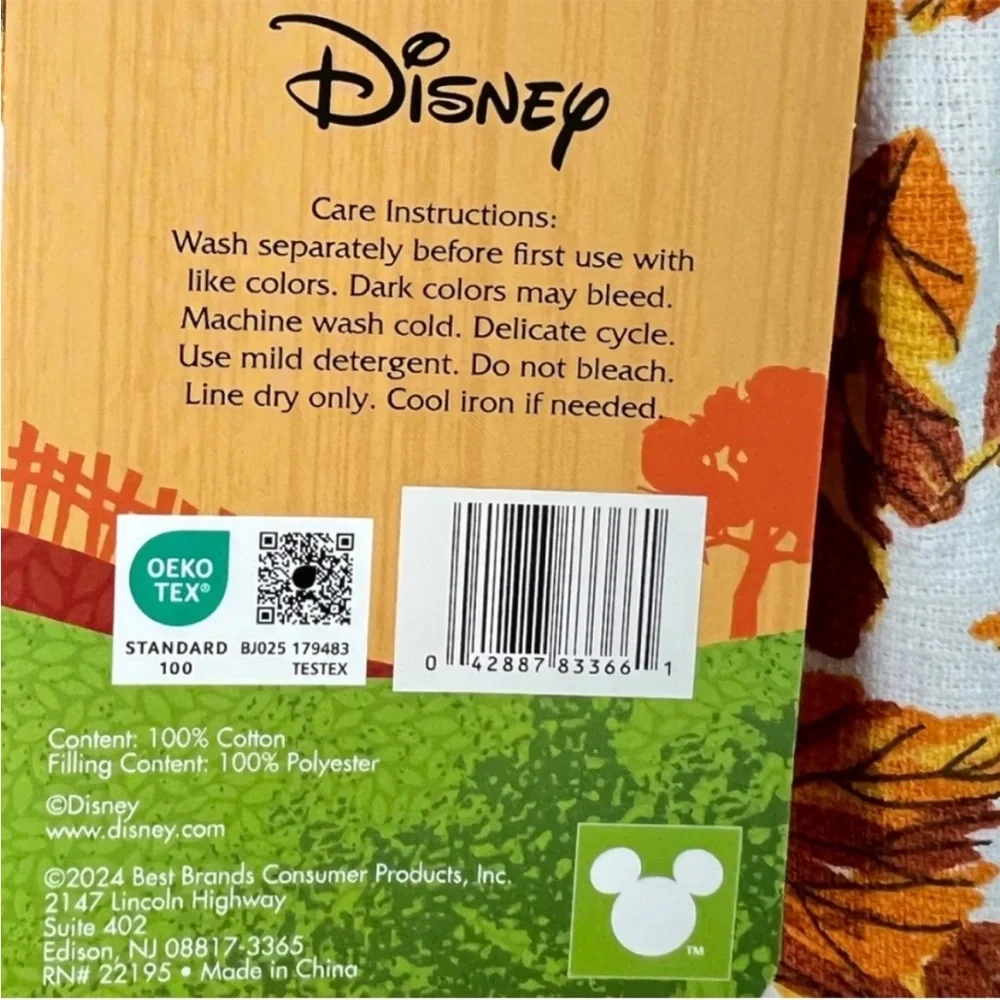 Disney
Care Instructions:
Wash separately before first use with
like colors. Dark colors may bleed.
Machine wash cold. Delicate cycle.
Use mild detergent. Do not bleach.
Line dry only. Cool iron if needed.
OEKO
TEX®
STANDARD
100
BJ025 179483
TESTEX
0 42887 83366 1
Content: 100% Cotton
Filling Content: 100% Polyester
©Disney
www.disney.com
©2024 Best Brands Consumer Products, Inc.
2147 Lincoln Highway
Suite 402
Edison, NJ 08817-3365
RN# 22195 • Made in China
TM